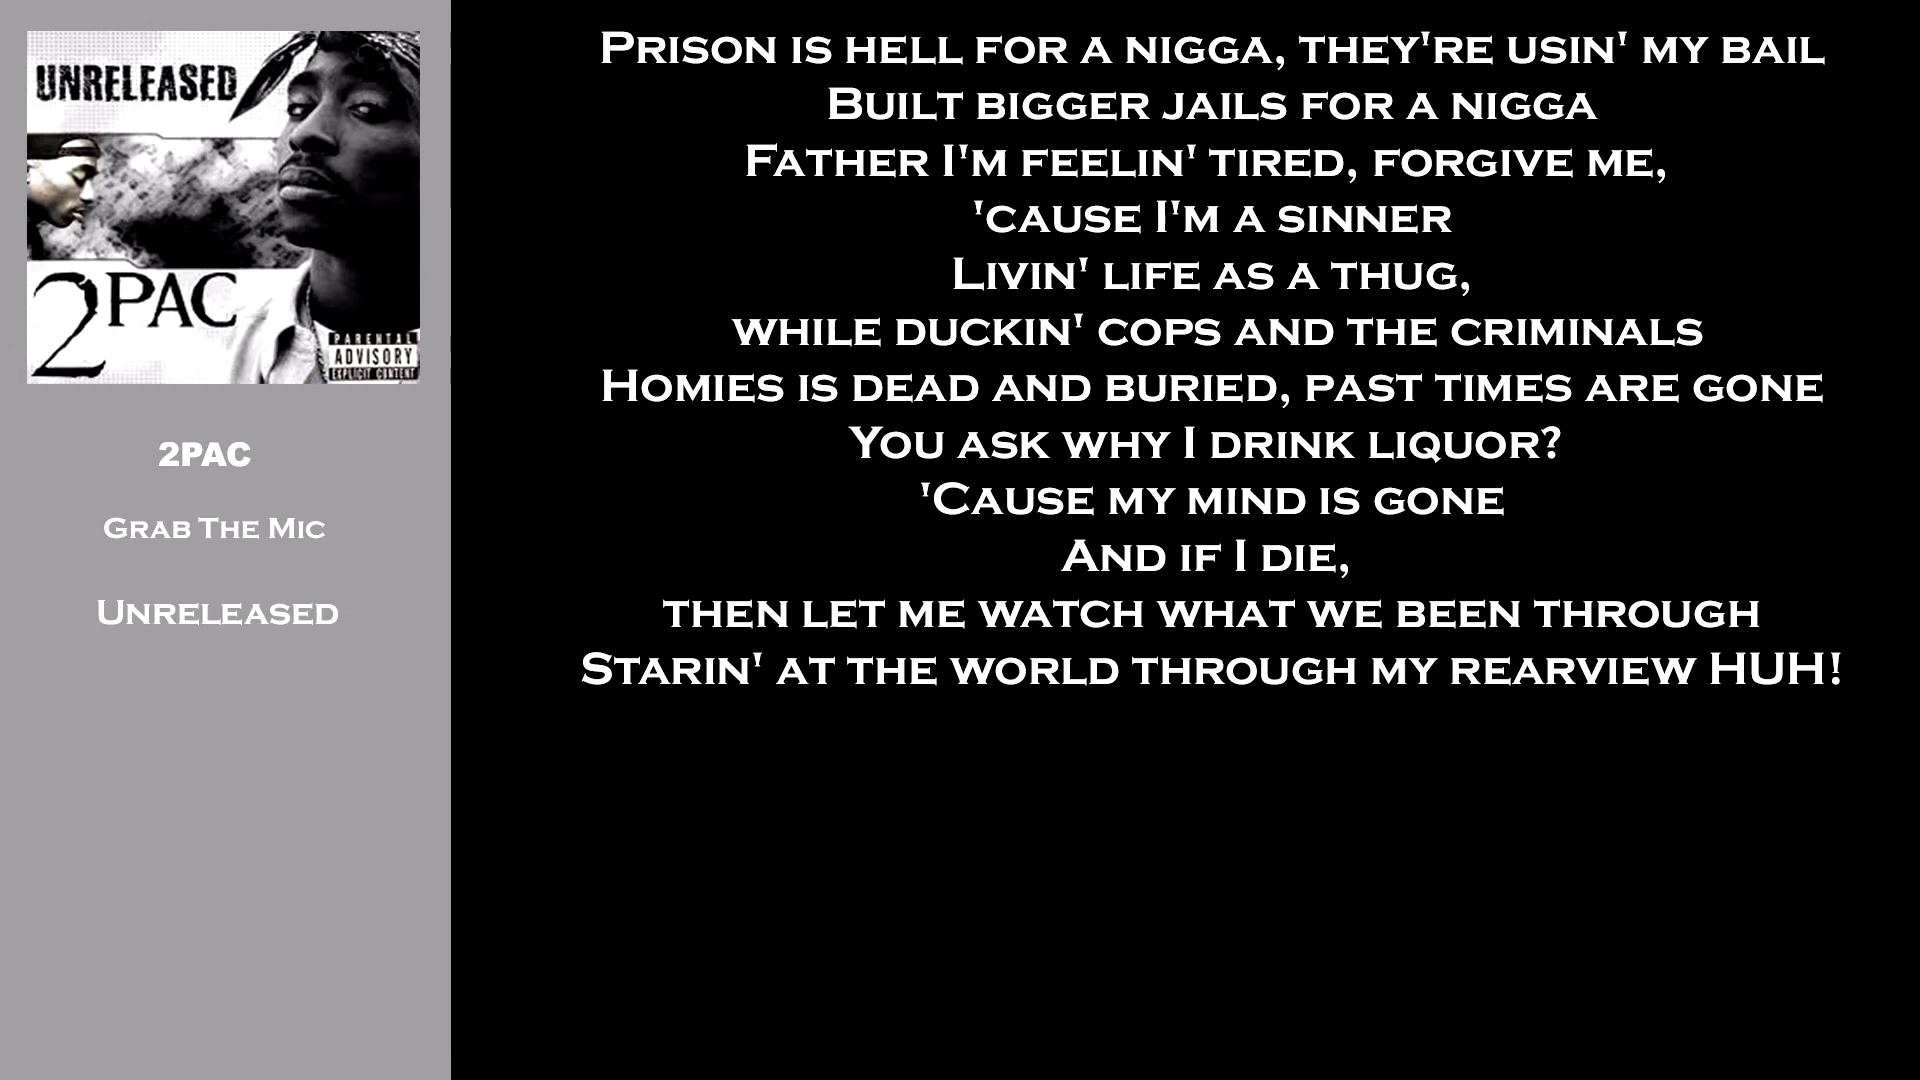 UNRELEASED
2PAC
PARENTAL
ADVISORY
EXPLICIT CONTENT
2PAC
Grab The Mic
Unreleased
Prison is hell for a nigga, they're usin' my bail
Built bigger jails for a nigga
Father I'm feelin' tired, forgive me,
'cause I'm a sinner
Livin' life as a thug,
while duckin' cops and the criminals
Homies is dead and buried, past times are gone
You ask why I drink liquor?
'Cause my mind is gone
And if I die,
then let me watch what we been through
Starin' at the world through my rearview HUH!